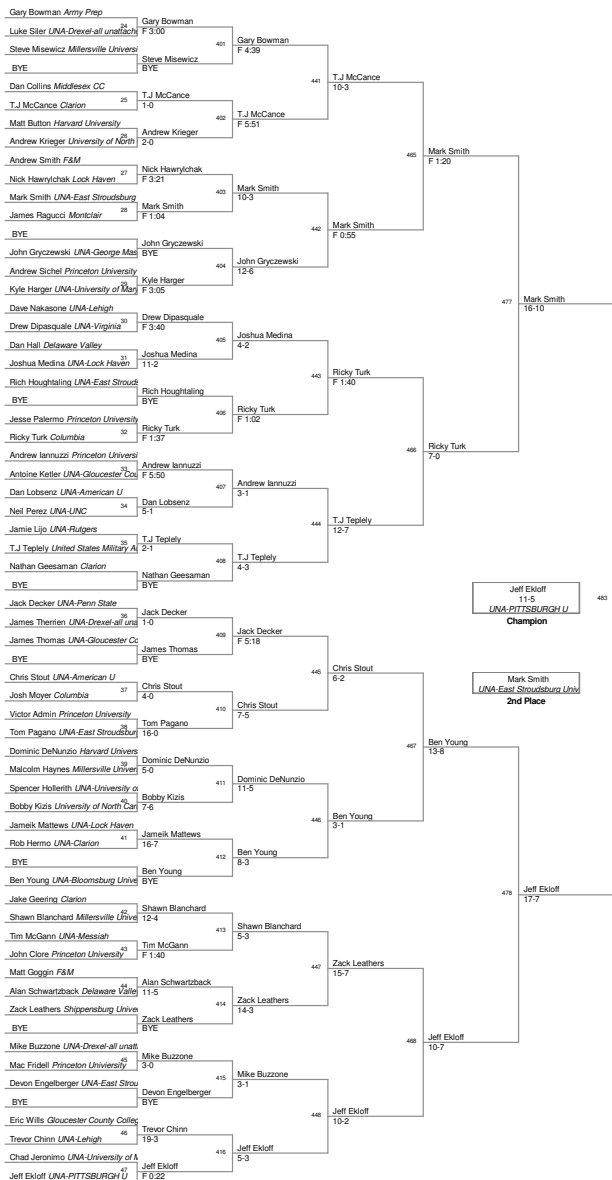 Gary Bowman Army Prep
24
Luke Siler UNA-Drexel-all unattach
Steve Misewicz Millersville Universi
BYE
Dan Collins Middlesex CC
25
T.J McCance Clarion
Matt Button Harvard University
26
Andrew Krieger University of North
Andrew Smith F&M
27
Nick Hawrylchak Lock Haven
Mark Smith UNA-East Stroudsburg
28
James Ragucci Montclair
BYE
John Gryczewski UNA-George Mas
Andrew Sichel Princeton University
29
Kyle Harger UNA-University of Mary
Dave Nakasone UNA-Lehigh
30
Drew Dipasquale UNA-Virginia
Dan Hall Delaware Valley
31
Joshua Medina UNA-Lock Haven
Rich Houghtaling UNA-East Strouds
BYE
Jesse Palermo Princeton University
32
Ricky Turk Columbia
Andrew Iannuzzi Princeton Universi
33
Antoine Ketler UNA-Gloucester Cou
Dan Lobsenz UNA-American U
34
Neil Perez UNA-UNC
Jamie Lijo UNA-Rutgers
35
T.J Teplely United States Military A
Nathan Geesaman Clarion
BYE
Jack Decker UNA-Penn State
36
James Therrien UNA-Drexel-all una
James Thomas UNA-Gloucester Co
BYE
Chris Stout UNA-American U
37
Josh Moyer Columbia
Victor Admin Princeton University
38
Tom Pagano UNA-East Stroudsbur
Dominic DeNunzio Harvard Univers
39
Malcolm Haynes Millersville Univer
Spencer Hollerith UNA-University o
40
Bobby Kizis University of North Car
Jameik Mattews UNA-Lock Haven
41
Rob Hermo UNA-Clarion
BYE
Ben Young UNA-Bloomsburg Unive
Jake Geering Clarion
42
Shawn Blanchard Millersville Unive
Tim McGann UNA-Messiah
43
John Clore Princeton University
Matt Goggin F&M
44
Alan Schwartzback Delaware Valle
Zack Leathers Shippensburg Univer
BYE
Mike Buzzone UNA-Drexel-all unatt
45
Mac Fridell Princeton Univiersity
Devon Engelberger UNA-East Strou
BYE
Eric Wills Gloucester County Colleg
46
Trevor Chinn UNA-Lehigh
Chad Jeronimo UNA-University of M
47
Jeff Ekloff UNA-PITTSBURGH U
Gary Bowman
F 3:00
401
Steve Misewicz
BYE
T.J McCance
1-0
402
Andrew Krieger
2-0
Nick Hawrylchak
F 3:21
403
Mark Smith
F 1:04
John Gryczewski
BYE
404
Kyle Harger
F 3:05
Drew Dipasquale
F 3:40
405
Joshua Medina
11-2
Rich Houghtaling
BYE
406
Ricky Turk
F 1:37
Andrew Iannuzzi
F 5:50
407
Dan Lobsenz
5-1
T.J Teplely
2-1
408
Nathan Geesaman
BYE
Jack Decker
1-0
409
James Thomas
BYE
Chris Stout
4-0
410
Tom Pagano
16-0
Dominic DeNunzio
5-0
411
Bobby Kizis
7-6
Jameik Mattews
16-7
412
Ben Young
BYE
Shawn Blanchard
12-4
413
Tim McGann
F 1:40
Alan Schwartzback
11-5
414
Zack Leathers
BYE
Mike Buzzone
3-0
415
Devon Engelberger
BYE
Trevor Chinn
19-3
416
Jeff Ekloff
F 0:22
Gary Bowman
F 4:39
441
T.J McCance
F 5:51
Mark Smith
10-3
442
John Gryczewski
12-6
Joshua Medina
4-2
443
Ricky Turk
F 1:02
Andrew Iannuzzi
3-1
444
T.J Teplely
4-3
Jack Decker
F 5:18
445
Chris Stout
7-5
Dominic DeNunzio
11-5
446
Ben Young
8-3
Shawn Blanchard
5-3
447
Zack Leathers
14-3
Mike Buzzone
3-1
448
Jeff Ekloff
5-3
T.J McCance
10-3
465
Mark Smith
F 0:55
Ricky Turk
F 1:40
466
T.J Teplely
12-7
Chris Stout
6-2
467
Ben Young
3-1
Zack Leathers
15-7
468
Jeff Ekloff
10-2
Mark Smith
F 1:20
477
Ricky Turk
7-0
Ben Young
13-8
478
Jeff Ekloff
10-7
Mark Smith
16-10
Jeff Ekloff
17-7
Jeff Ekloff
11-5
UNA-PITTSBURGH U
Champion
483
Mark Smith
UNA-East Stroudsburg Univ
2nd Place